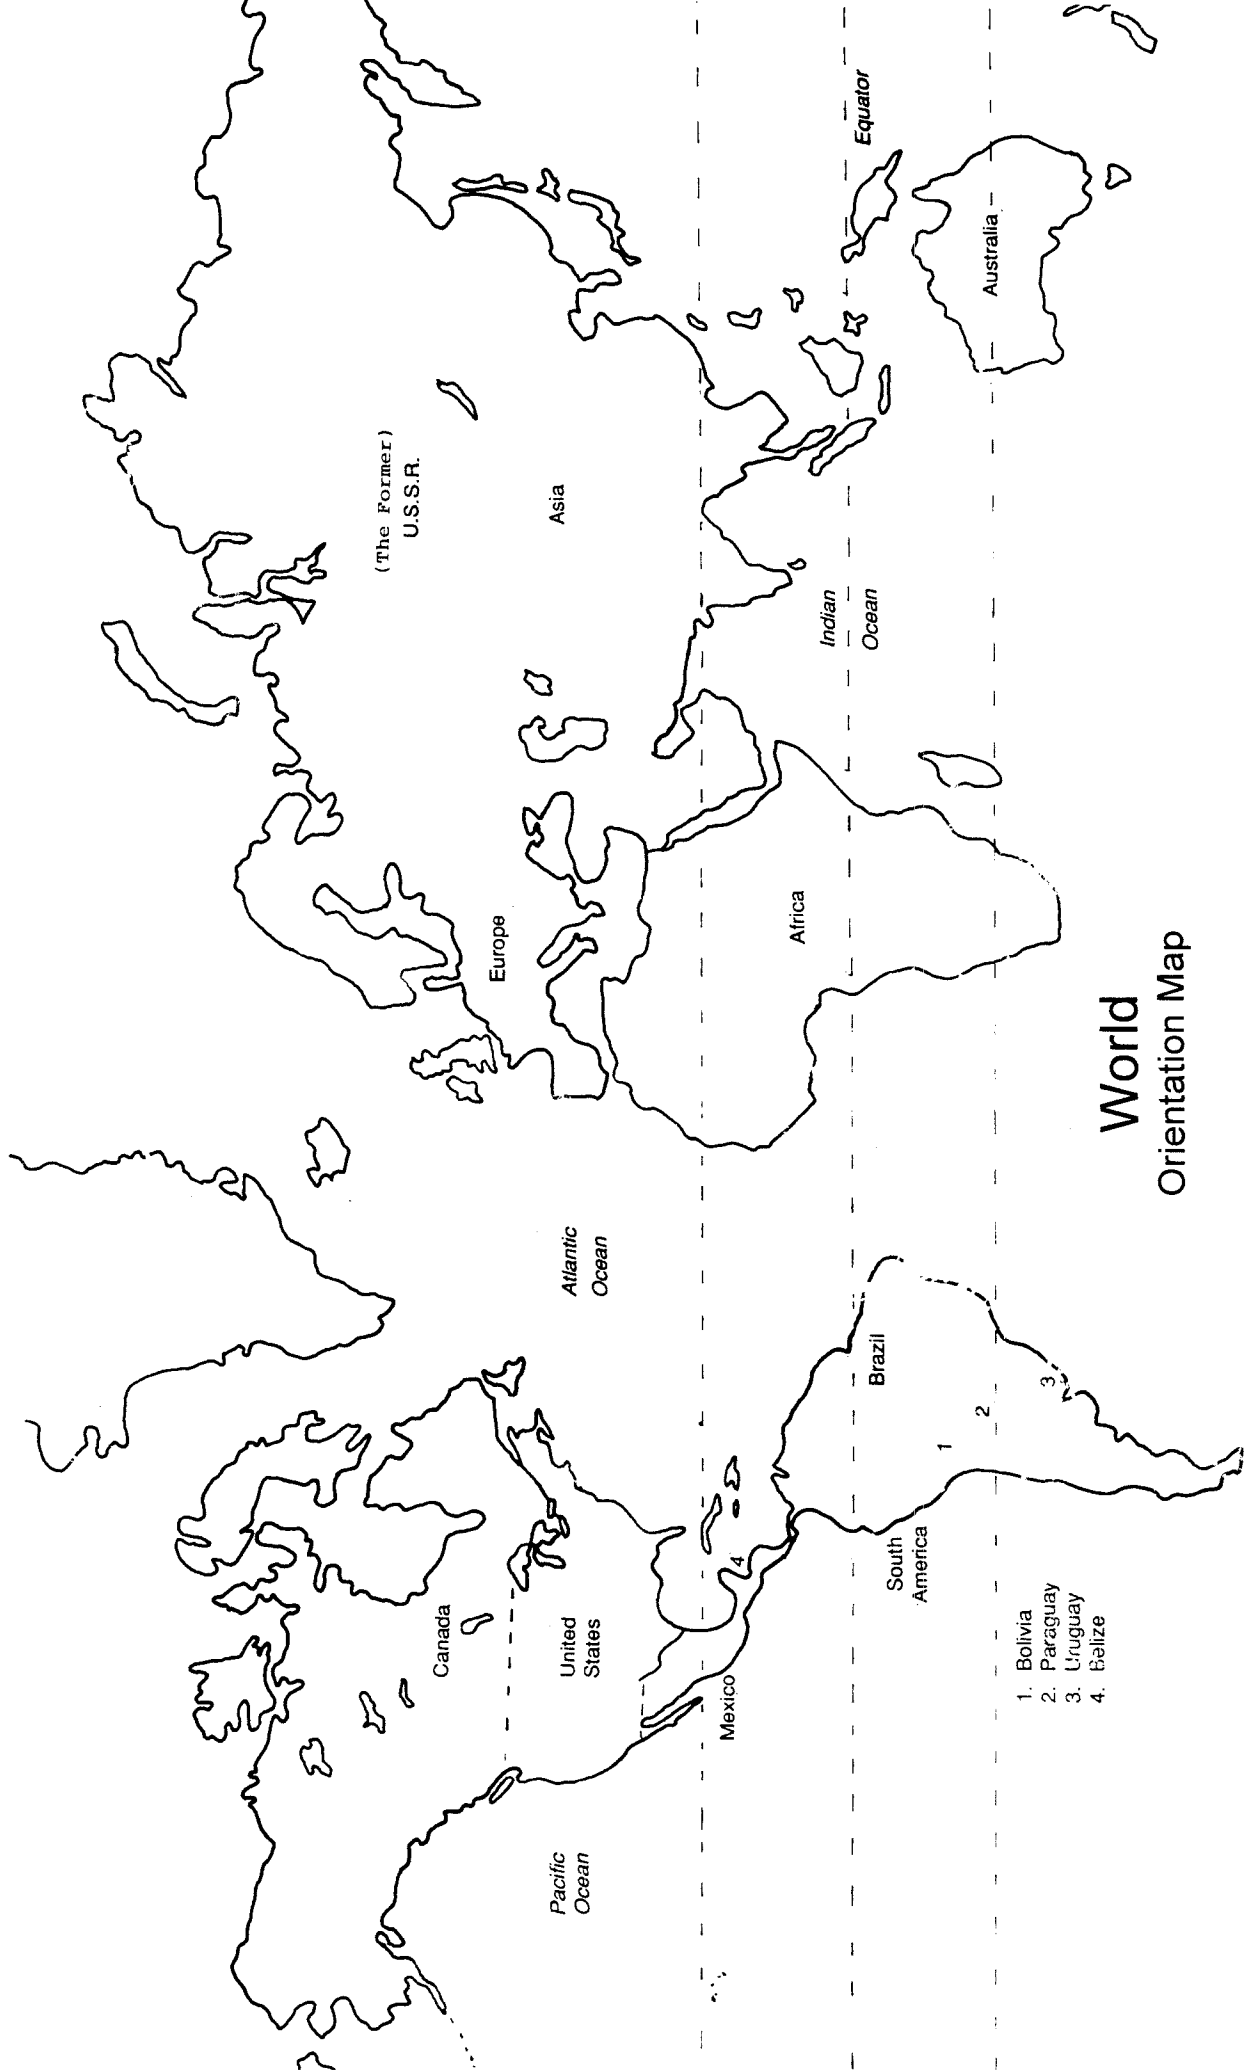 (The Former)
U.S.S.R.
Canada
Europe
Asia
United
States
Atlantic
Ocean
Pacific
Ocean
Mexico
4
Africa
Indian
Ocean
Equator
Brazil
South
America
1
2
3
Australia
1. Bolivia
2. Paraguay
3. Uruguay
4. Belize
World
Orientation Map